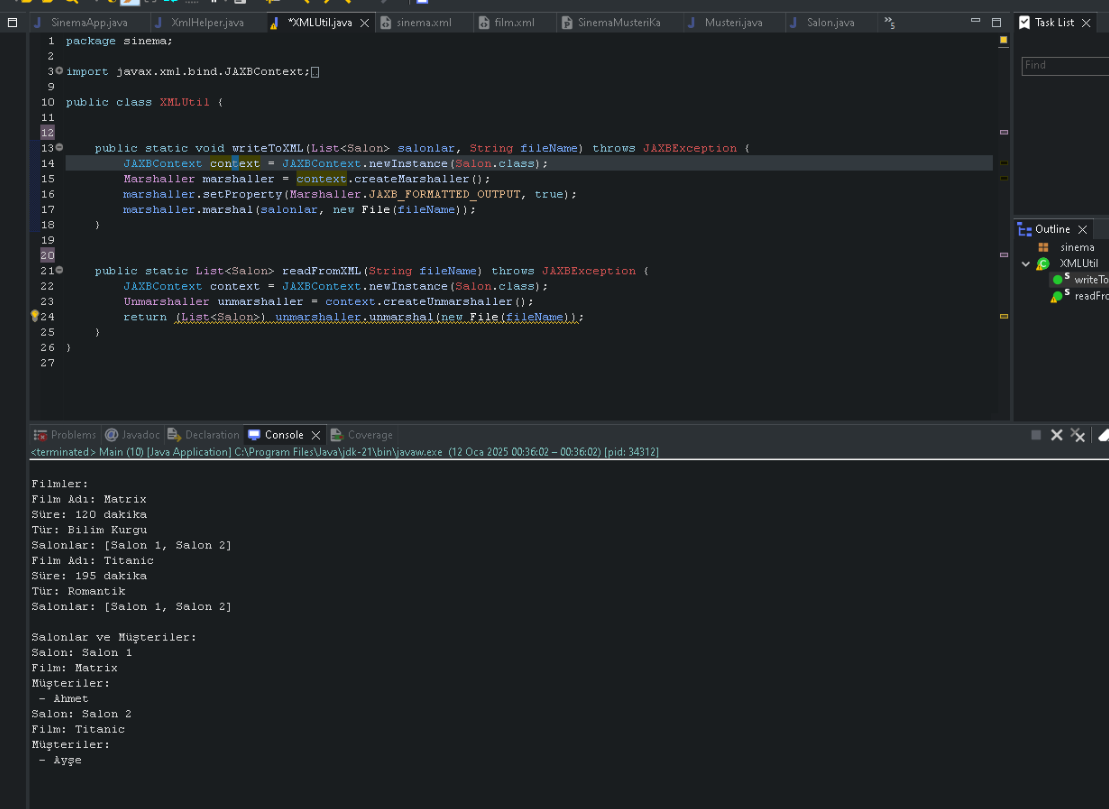 SinemaApp.java XmlHelper.java *XMLUtil.java sinema.xml film.xml SinemaMusteriKa Musteri.java Salon.java »5 Task List
Find
1 package sinema;
2
3 import javax.xml.bind.JAXBContext;
9
10 public class XMLUtil {
11
12
13 public static void writeToXML(List<Salon> salonlar, String fileName) throws JAXBException {
14 JAXBContext context = JAXBContext.newInstance(Salon.class);
15 Marshaller marshaller = context.createMarshaller();
16 marshaller.setProperty(Marshaller.JAXB_FORMATTED_OUTPUT, true);
17 marshaller.marshal(salonlar, new File(fileName));
18 }
19
20
21 public static List<Salon> readFromXML(String fileName) throws JAXBException {
22 JAXBContext context = JAXBContext.newInstance(Salon.class);
23 Unmarshaller unmarshaller = context.createUnmarshaller();
24 return (List<Salon>) unmarshaller.unmarshal(new File(fileName));
25 }
26 }
27
Outline
sinema
XMLUtil
S writeTo
S readFro
Problems @ Javadoc Declaration Console Coverage
<terminated> Main (10) [Java Application] C:\Program Files\Java\jdk-21\bin\javaw.exe (12 Oca 2025 00:36:02 – 00:36:02) [pid: 34312]
Filmler:
Film Adı: Matrix
Süre: 120 dakika
Tür: Bilim Kurgu
Salonlar: [Salon 1, Salon 2]
Film Adı: Titanic
Süre: 195 dakika
Tür: Romantik
Salonlar: [Salon 1, Salon 2]
Salonlar ve Müşteriler:
Salon: Salon 1
Film: Matrix
Müşteriler:
- Ahmet
Salon: Salon 2
Film: Titanic
Müşteriler:
- Ayşe